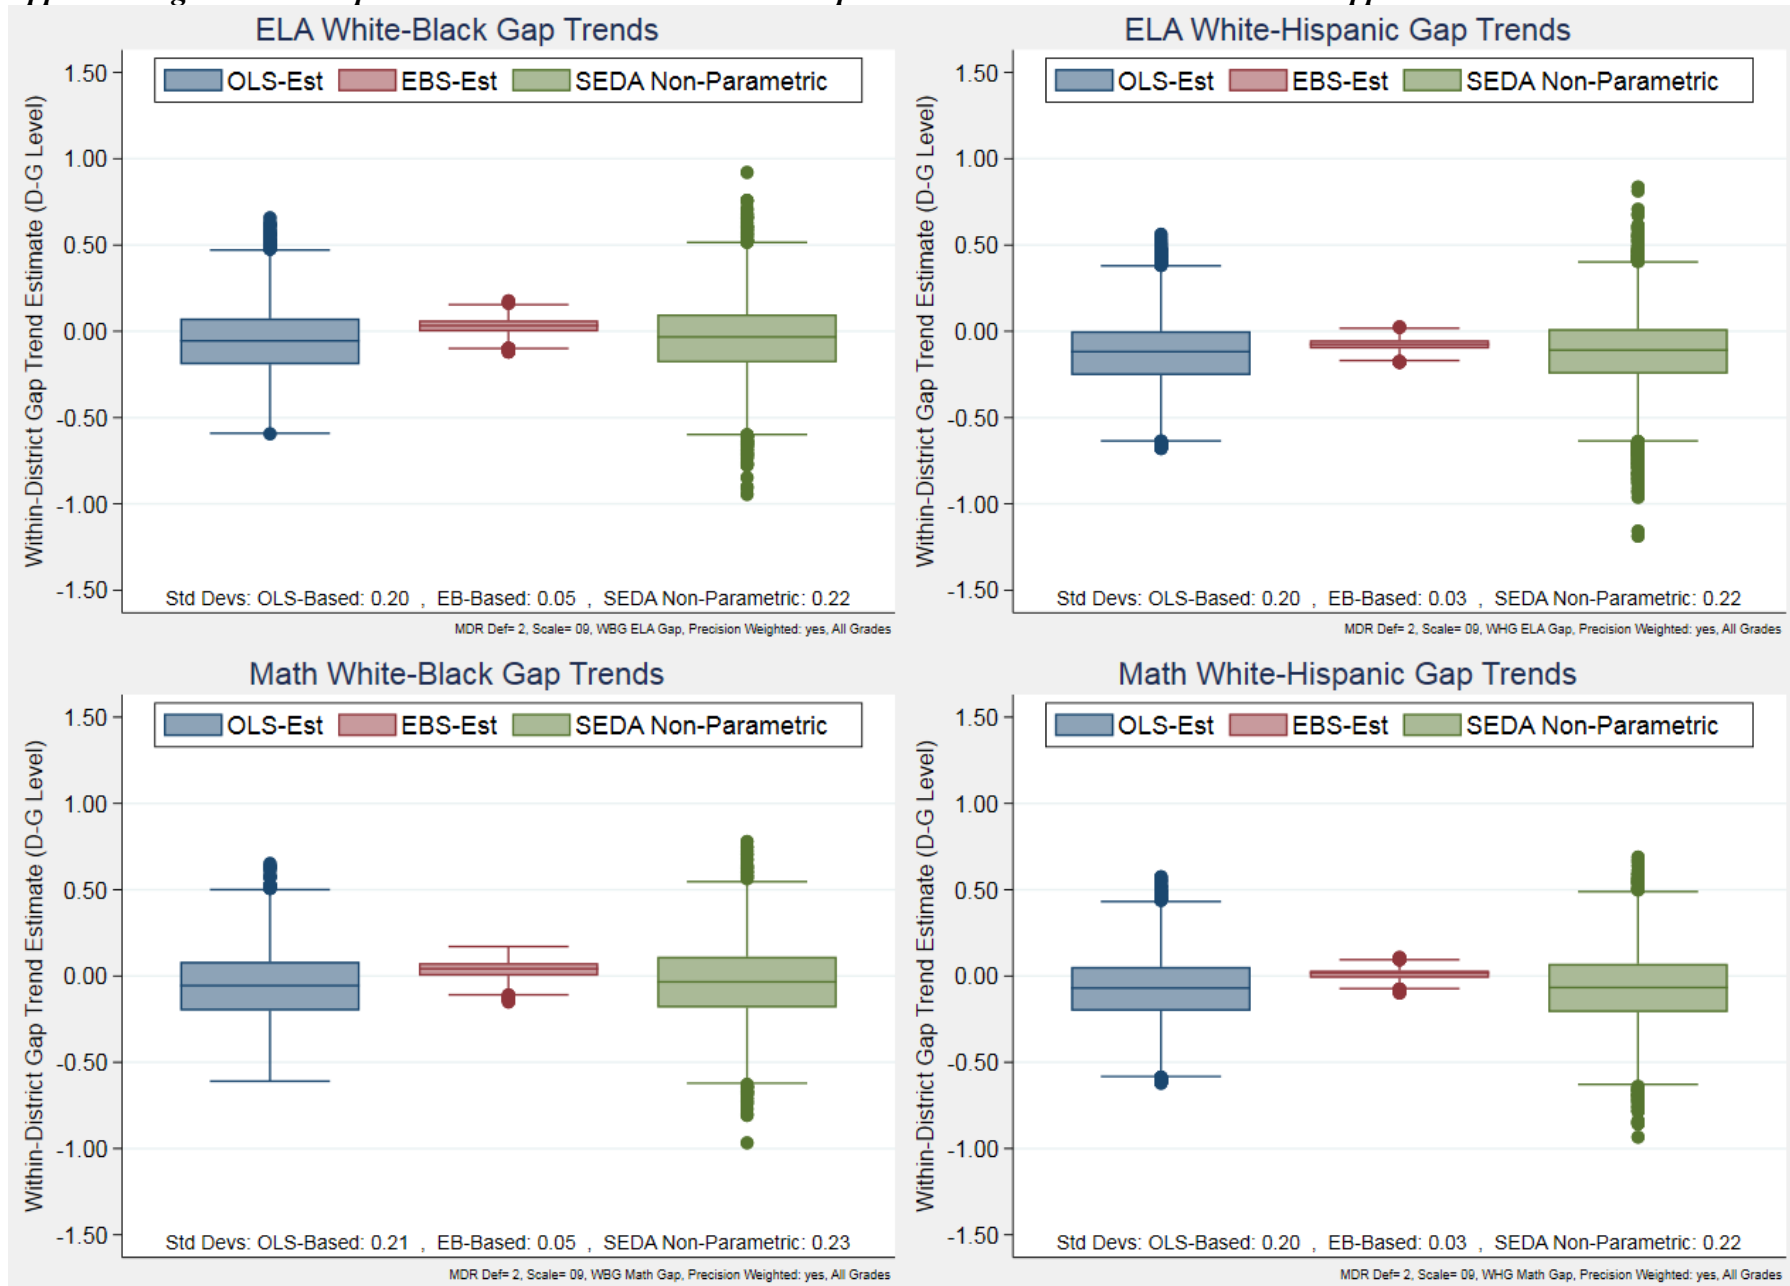 ELA White-Black Gap Trends
OLS-Est EBS-Est SEDA Non-Parametric
Within-District Gap Trend Estimate (D-G Level)
1.50
1.00
0.50
0.00
-0.50
-1.00
-1.50
Std Devs: OLS-Based: 0.20 , EB-Based: 0.05 , SEDA Non-Parametric: 0.22
MDR Def= 2, Scale= 09, WBG ELA Gap, Precision Weighted: yes, All Grades
ELA White-Hispanic Gap Trends
OLS-Est EBS-Est SEDA Non-Parametric
Within-District Gap Trend Estimate (D-G Level)
1.50
1.00
0.50
0.00
-0.50
-1.00
-1.50
Std Devs: OLS-Based: 0.20 , EB-Based: 0.03 , SEDA Non-Parametric: 0.22
MDR Def= 2, Scale= 09, WHG ELA Gap, Precision Weighted: yes, All Grades
Math White-Black Gap Trends
OLS-Est EBS-Est SEDA Non-Parametric
Within-District Gap Trend Estimate (D-G Level)
1.50
1.00
0.50
0.00
-0.50
-1.00
-1.50
Std Devs: OLS-Based: 0.21 , EB-Based: 0.05 , SEDA Non-Parametric: 0.23
MDR Def= 2, Scale= 09, WBG Math Gap, Precision Weighted: yes, All Grades
Math White-Hispanic Gap Trends
OLS-Est EBS-Est SEDA Non-Parametric
Within-District Gap Trend Estimate (D-G Level)
1.50
1.00
0.50
0.00
-0.50
-1.00
-1.50
Std Devs: OLS-Based: 0.20 , EB-Based: 0.03 , SEDA Non-Parametric: 0.22
MDR Def= 2, Scale= 09, WHG Math Gap, Precision Weighted: yes, All Grades